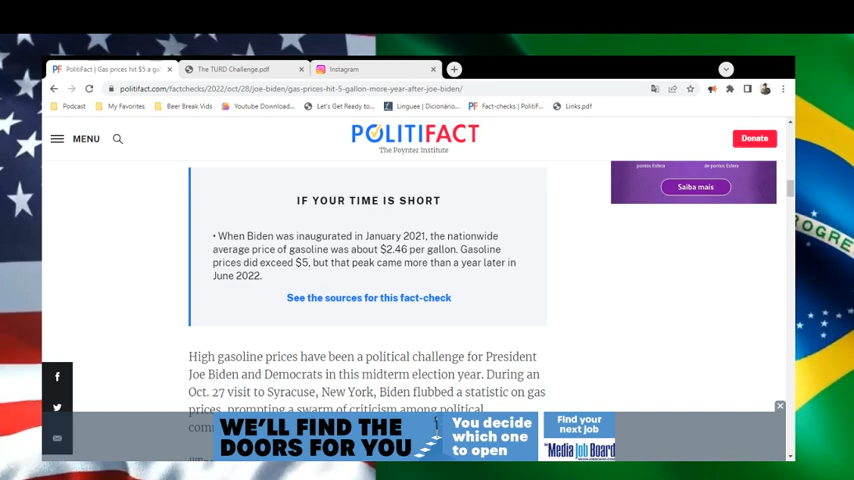 PolitiFact | Gas prices hit $5 a ga
The TURD Challenge.pdf
Instagram
politifact.com/factchecks/2022/oct/28/joe-biden/gas-prices-hit-5-gallon-more-year-after-joe-biden/
Podcast
My Favorites
Beer Break Vids
Youtube Download...
Let's Get Ready to...
Linguee | Dicionário...
Fact-checks | PolitiF...
Links.pdf
MENU
POLITIFACT
The Poynter Institute
Donate
pontos Esfera
de pontos Esfera
Saiba mais
IF YOUR TIME IS SHORT
• When Biden was inaugurated in January 2021, the nationwide
average price of gasoline was about $2.46 per gallon. Gasoline
prices did exceed $5, but that peak came more than a year later in
June 2022.
See the sources for this fact-check
High gasoline prices have been a political challenge for President
Joe Biden and Democrats in this midterm election year. During an
Oct. 27 visit to Syracuse, New York, Biden flubbed a statistic on gas
prices, prompting a swarm of criticism among political
WE'LL FIND THE
DOORS FOR YOU
You decide
which one
to open
Find your
next job
The Media Job Board
OGRE